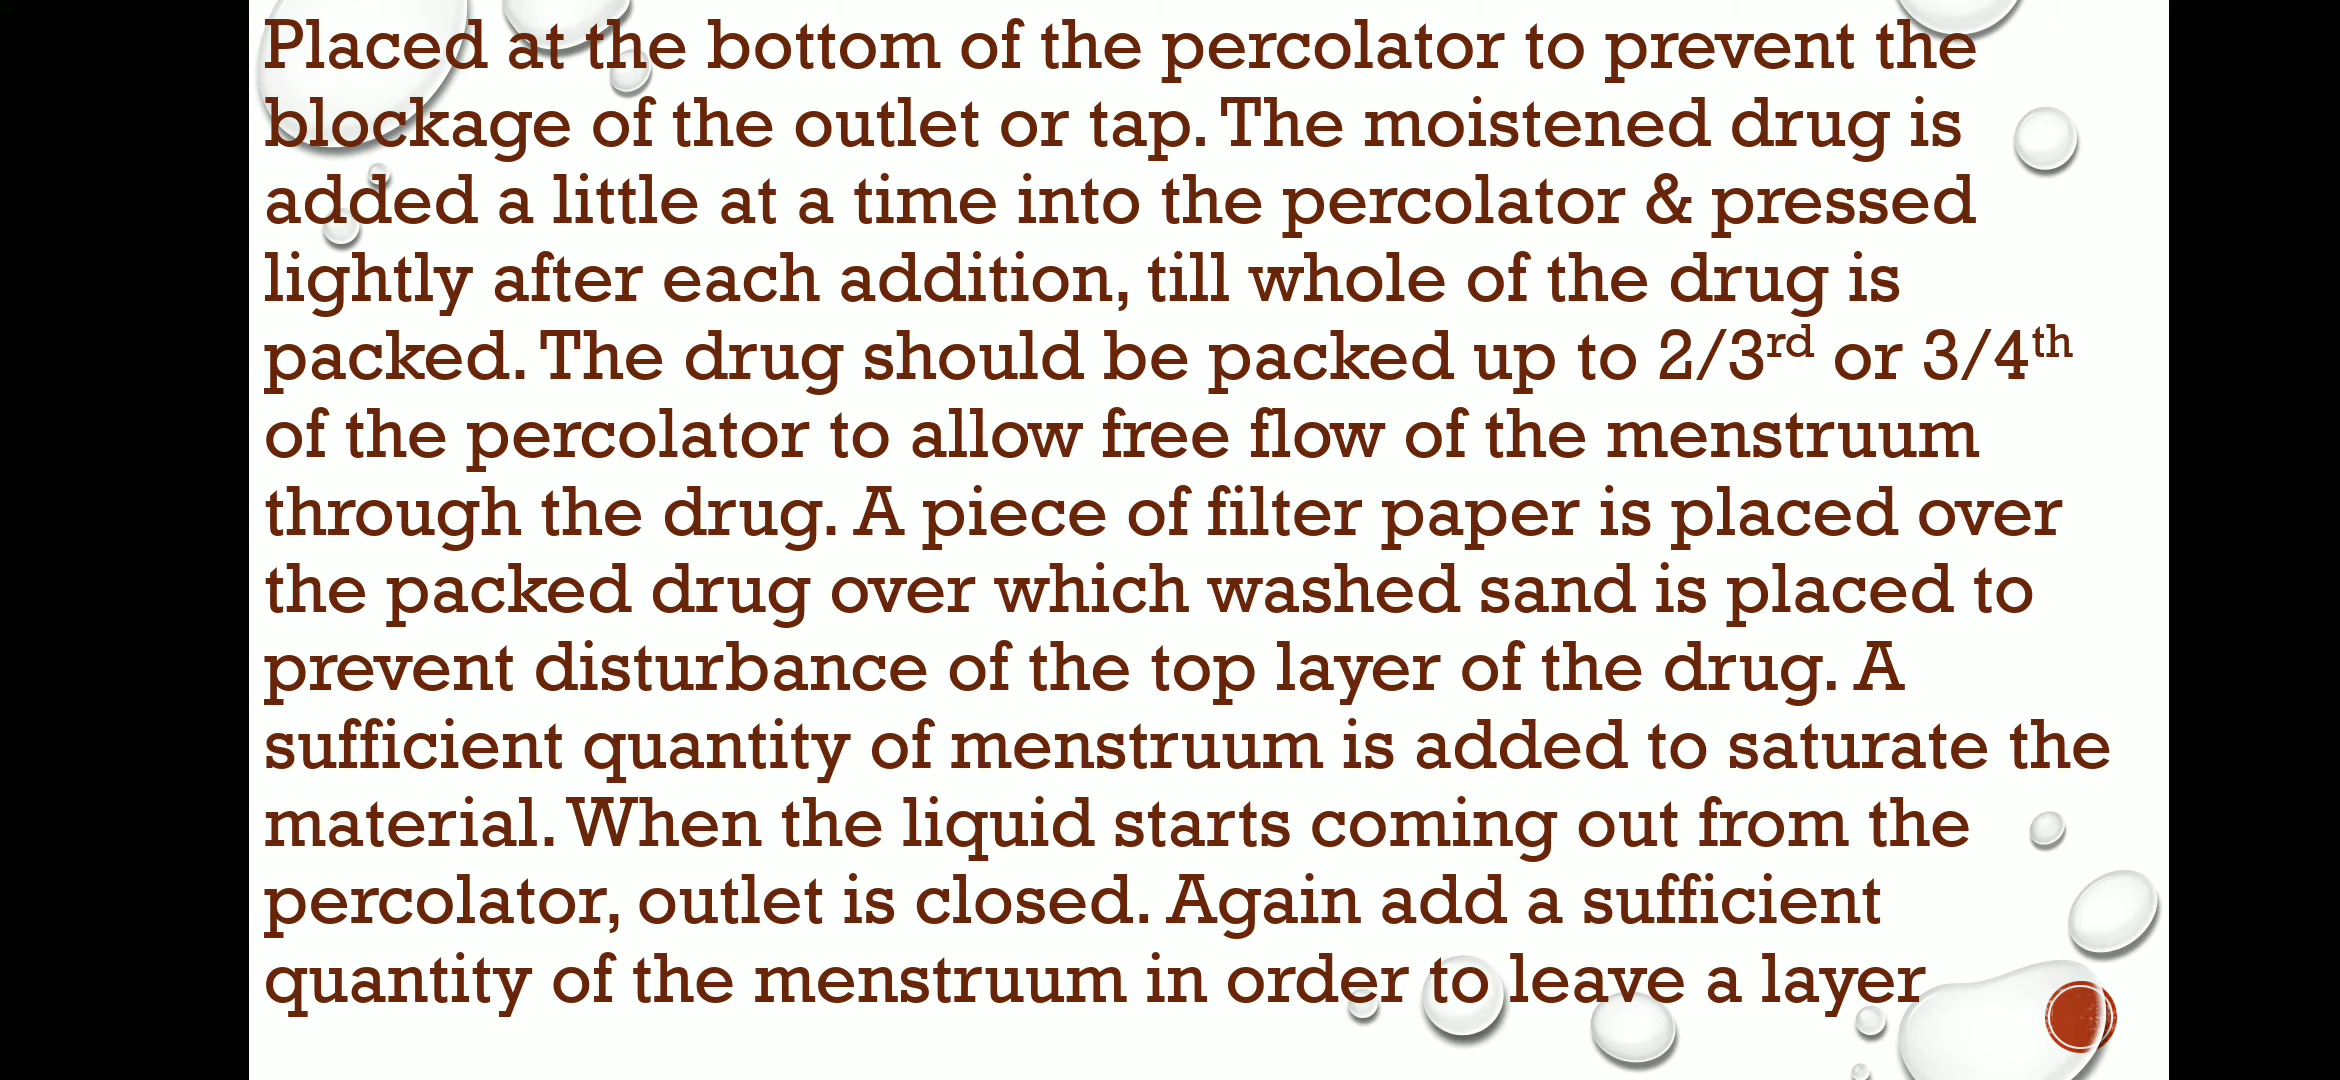 Placed at the bottom of the percolator to prevent the
blockage of the outlet or tap. The moistened drug is
added a little at a time into the percolator & pressed
lightly after each addition, till whole of the drug is
packed. The drug should be packed up to 2/3rd or 3/4th
of the percolator to allow free flow of the menstruum
through the drug. A piece of filter paper is placed over
the packed drug over which washed sand is placed to
prevent disturbance of the top layer of the drug. A
sufficient quantity of menstruum is added to saturate the
material. When the liquid starts coming out from the
percolator, outlet is closed. Again add a sufficient
quantity of the menstruum in order to leave a layer